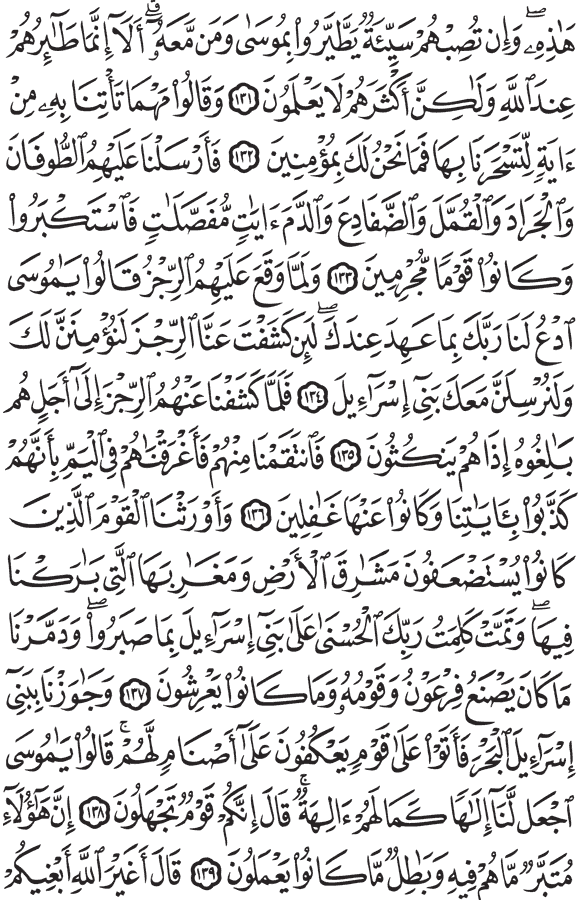 هَٰذِهِۦۖ وَإِن تُصِبْهُمْ سَيِّئَةٌ يَطَّيَّرُوا۟ بِمُوسَىٰ وَمَن مَّعَهُۥٓۗ أَلَآ إِنَّمَا طَٰٓئِرُهُمْ
عِندَ ٱللَّهِ وَلَٰكِنَّ أَكْثَرَهُمْ لَا يَعْلَمُونَ ١٣١ وَقَالُوا۟ مَهْمَا تَأْتِنَا بِهِۦ مِنْ
ءَايَةٍ لِّتَسْحَرَنَا بِهَا فَمَا نَحْنُ لَكَ بِمُؤْمِنِينَ ١٣٢ فَأَرْسَلْنَا عَلَيْهِمُ ٱلطُّوفَانَ
وَٱلْجَرَادَ وَٱلْقُمَّلَ وَٱلضَّفَادِعَ وَٱلدَّمَ ءَايَٰتٍ مُّفَصَّلَٰتٍ فَٱسْتَكْبَرُوا۟
وَكَانُوا۟ قَوْمًا مُّجْرِمِينَ ١٣٣ وَلَمَّا وَقَعَ عَلَيْهِمُ ٱلرِّجْزُ قَالُوا۟ يَٰمُوسَى
ٱدْعُ لَنَا رَبَّكَ بِمَا عَهِدَ عِندَكَۖ لَئِن كَشَفْتَ عَنَّا ٱلرِّجْزَ لَنُؤْمِنَنَّ لَكَ
وَلَنُرْسِلَنَّ مَعَكَ بَنِىٓ إِسْرَٰٓءِيلَ ١٣٤ فَلَمَّا كَشَفْنَا عَنْهُمُ ٱلرِّجْزَ إِلَىٰٓ أَجَلٍ هُم
بَٰلِغُوهُ إِذَا هُمْ يَنكُثُونَ ١٣٥ فَٱنتَقَمْنَا مِنْهُمْ فَأَغْرَقْنَٰهُمْ فِى ٱلْيَمِّ بِأَنَّهُمْ
كَذَّبُوا۟ بِـَٔايَٰتِنَا وَكَانُوا۟ عَنْهَا غَٰفِلِينَ ١٣٦ وَأَوْرَثْنَا ٱلْقَوْمَ ٱلَّذِينَ
كَانُوا۟ يُسْتَضْعَفُونَ مَشَٰرِقَ ٱلْأَرْضِ وَمَغَٰرِبَهَا ٱلَّتِى بَٰرَكْنَا
فِيهَاۖ وَتَمَّتْ كَلِمَتُ رَبِّكَ ٱلْحُسْنَىٰ عَلَىٰ بَنِىٓ إِسْرَٰٓءِيلَ بِمَا صَبَرُوا۟ۖ وَدَمَّرْنَا
مَا كَانَ يَصْنَعُ فِرْعَوْنُ وَقَوْمُهُۥ وَمَا كَانُوا۟ يَعْرِشُونَ ١٣٧ وَجَٰوَزْنَا بِبَنِىٓ
إِسْرَٰٓءِيلَ ٱلْبَحْرَ فَأَتَوْا۟ عَلَىٰ قَوْمٍ يَعْكُفُونَ عَلَىٰٓ أَصْنَامٍ لَّهُمْۚ قَالُوا۟ يَٰمُوسَى
ٱجْعَل لَّنَآ إِلَٰهًا كَمَا لَهُمْ ءَالِهَةٌۚ قَالَ إِنَّكُمْ قَوْمٌ تَجْهَلُونَ ١٣٨ إِنَّ هَٰٓؤُلَآءِ
مُتَبَّرٌ مَّا هُمْ فِيهِ وَبَٰطِلٌ مَّا كَانُوا۟ يَعْمَلُونَ ١٣٩ قَالَ أَغَيْرَ ٱللَّهِ أَبْغِيكُمْ